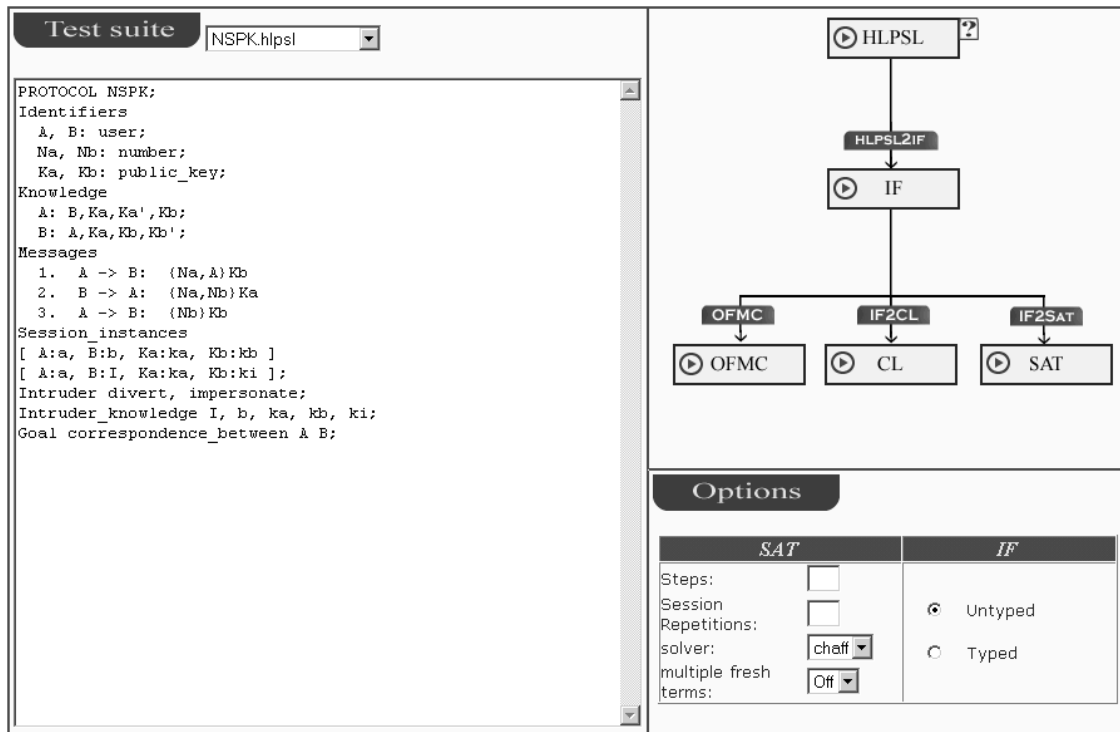 Test suite
NSPK.hlpsl
PROTOCOL NSPK;
Identifiers
A, B: user;
Na, Nb: number;
Ka, Kb: public_key;
Knowledge
A: B,Ka,Ka',Kb;
B: A,Ka,Kb,Kb';
Messages
1. A -> B: {Na,A}Kb
2. B -> A: {Na,Nb}Ka
3. A -> B: {Nb}Kb
Session_instances
[ A:a, B:b, Ka:ka, Kb:kb ]
[ A:a, B:I, Ka:ka, Kb:ki ];
Intruder divert, impersonate;
Intruder_knowledge I, b, ka, kb, ki;
Goal correspondence_between A B;
HLPSL ?
HLPSL2IF
IF
OFMC IF2CL IF2SAT
OFMC CL SAT
Options
SAT IF
Steps:
Session
Repetitions:
solver: chaff
multiple fresh
terms: Off
Untyped
Typed